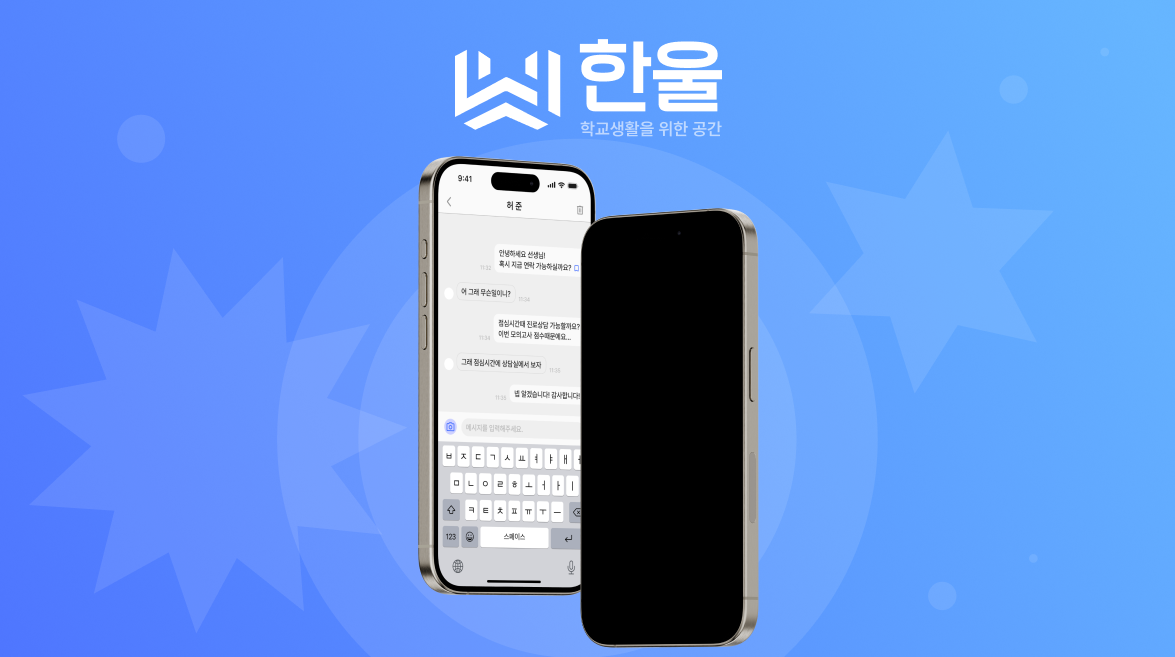 한울
학교생활을 위한 공간
9:41
허준
안녕하세요 선생님!
혹시 지금 연락 가능하실까요?
11:32
어 그래 무슨일이니?
11:34
점심시간때 진로상담 가능할까요?
이번 모의고사 점수때문에요...
11:35
그래 점심시간에 상담실에서 보자
11:35
넵 알겠습니다! 감사합니다!
11:35
메시지를 입력해주세요.
ㅂ ㅈ ㄷ ㄱ ㅅ ㅛ ㅕ ㅑ ㅐ
ㅁ ㄴ ㅇ ㄹ ㅎ ㅗ ㅓ ㅏ ㅣ
ㅋ ㅌ ㅊ ㅍ ㅠ ㅜ ㅡ
123 스페이스